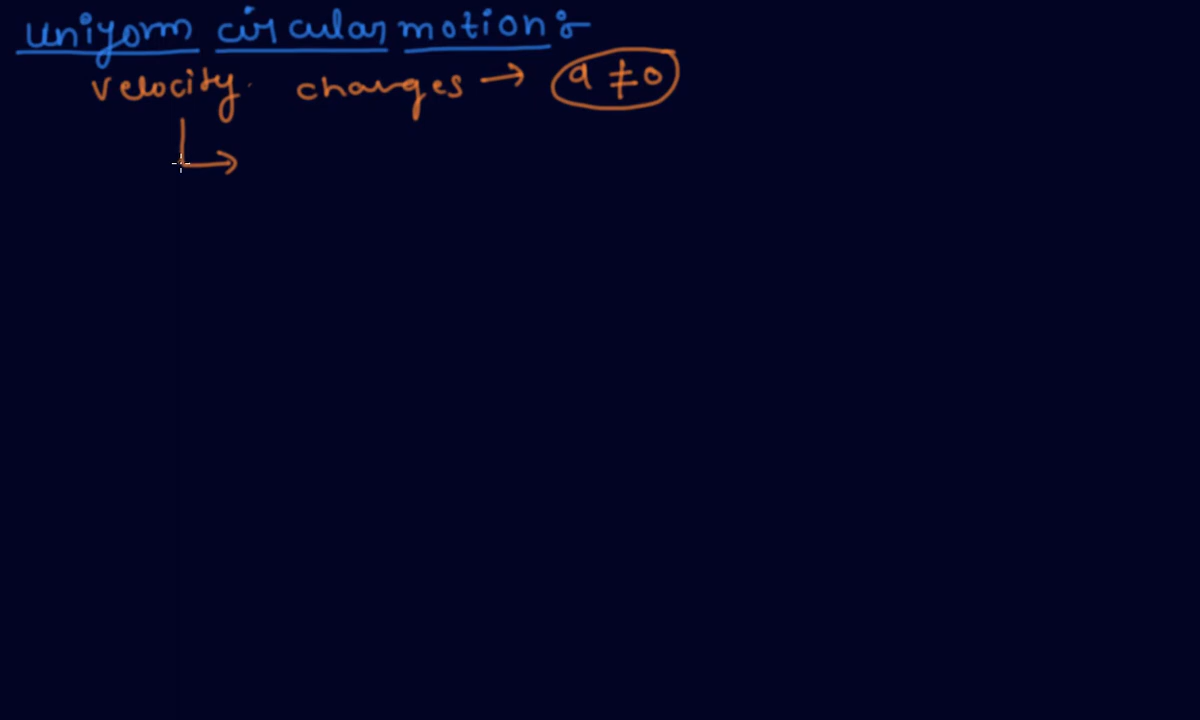 uniform circular motion :-
velocity changes → a ≠ 0